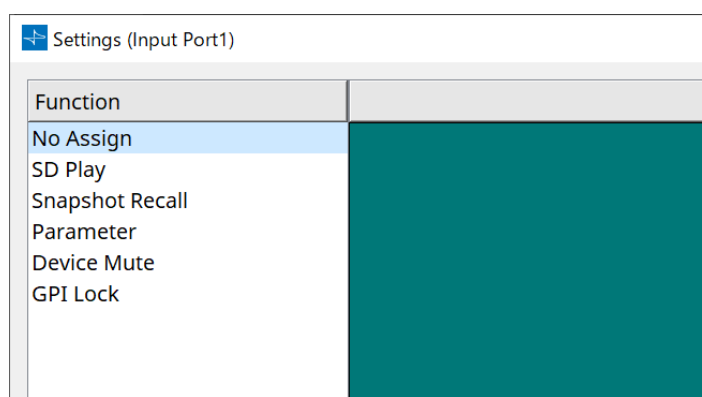 Settings (Input Port1)
Function
No Assign
SD Play
Snapshot Recall
Parameter
Device Mute
GPI Lock